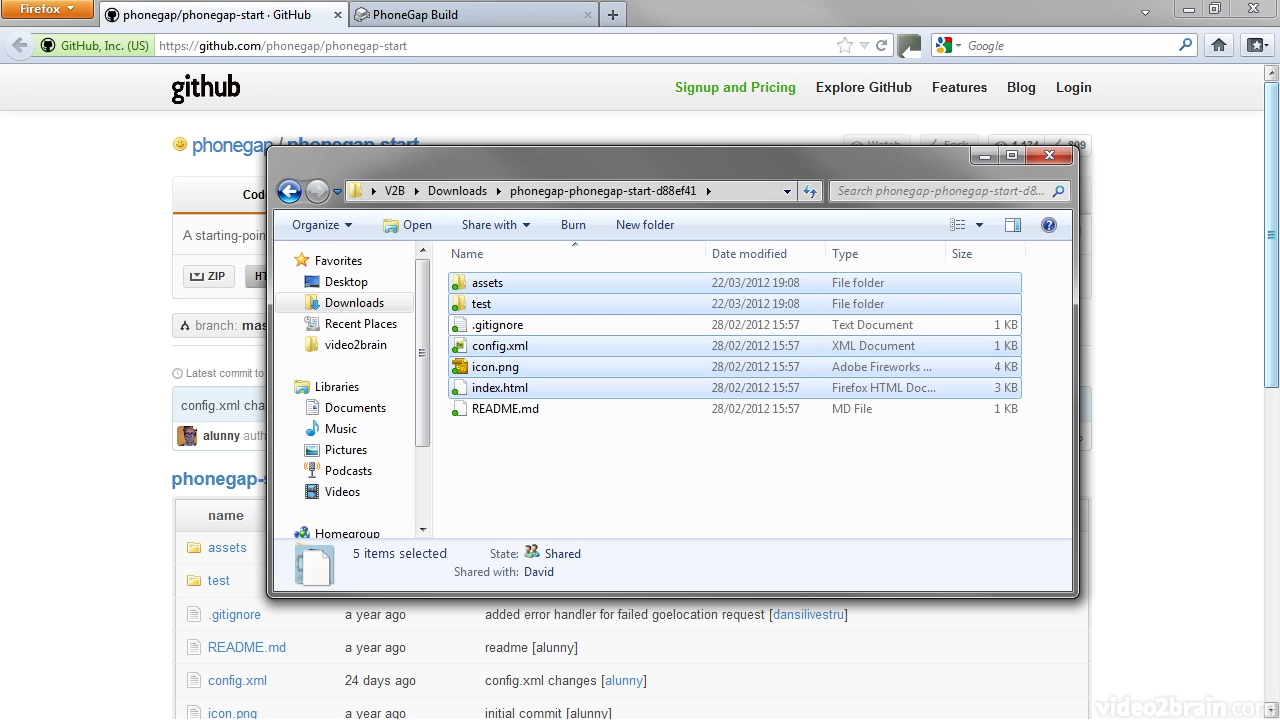 Firefox
phonegap/phonegap-start · GitHub
PhoneGap Build
GitHub, Inc. (US)
https://github.com/phonegap/phonegap-start
Google
github
Signup and Pricing
Explore GitHub
Features
Blog
Login
phonegap / phonegap-start
Watch
Fork
V2B
Downloads
phonegap-phonegap-start-d88ef41
Search phonegap-phonegap-start-d8...
Organize
Open
Share with
Burn
New folder
Favorites
Desktop
Downloads
Recent Places
video2brain
Libraries
Documents
Music
Pictures
Podcasts
Videos
Homegroup
Name Date modified Type Size
assets 22/03/2012 19:08 File folder
test 22/03/2012 19:08 File folder
.gitignore 28/02/2012 15:57 Text Document 1 KB
config.xml 28/02/2012 15:57 XML Document 1 KB
icon.png 28/02/2012 15:57 Adobe Fireworks ... 4 KB
index.html 28/02/2012 15:57 Firefox HTML Doc... 3 KB
README.md 28/02/2012 15:57 MD File 1 KB
5 items selected State: Shared
Shared with: David
Cod
A starting-poin
ZIP
HT
branch: mas
Latest commit to
config.xml cha
alunny auth
phonegap-s
name
assets
test
.gitignore a year ago added error handler for failed goelocation request [dansilivestru]
README.md a year ago readme [alunny]
config.xml 24 days ago config.xml changes [alunny]
icon.png a year ago initial commit [alunny]
video2brain.com